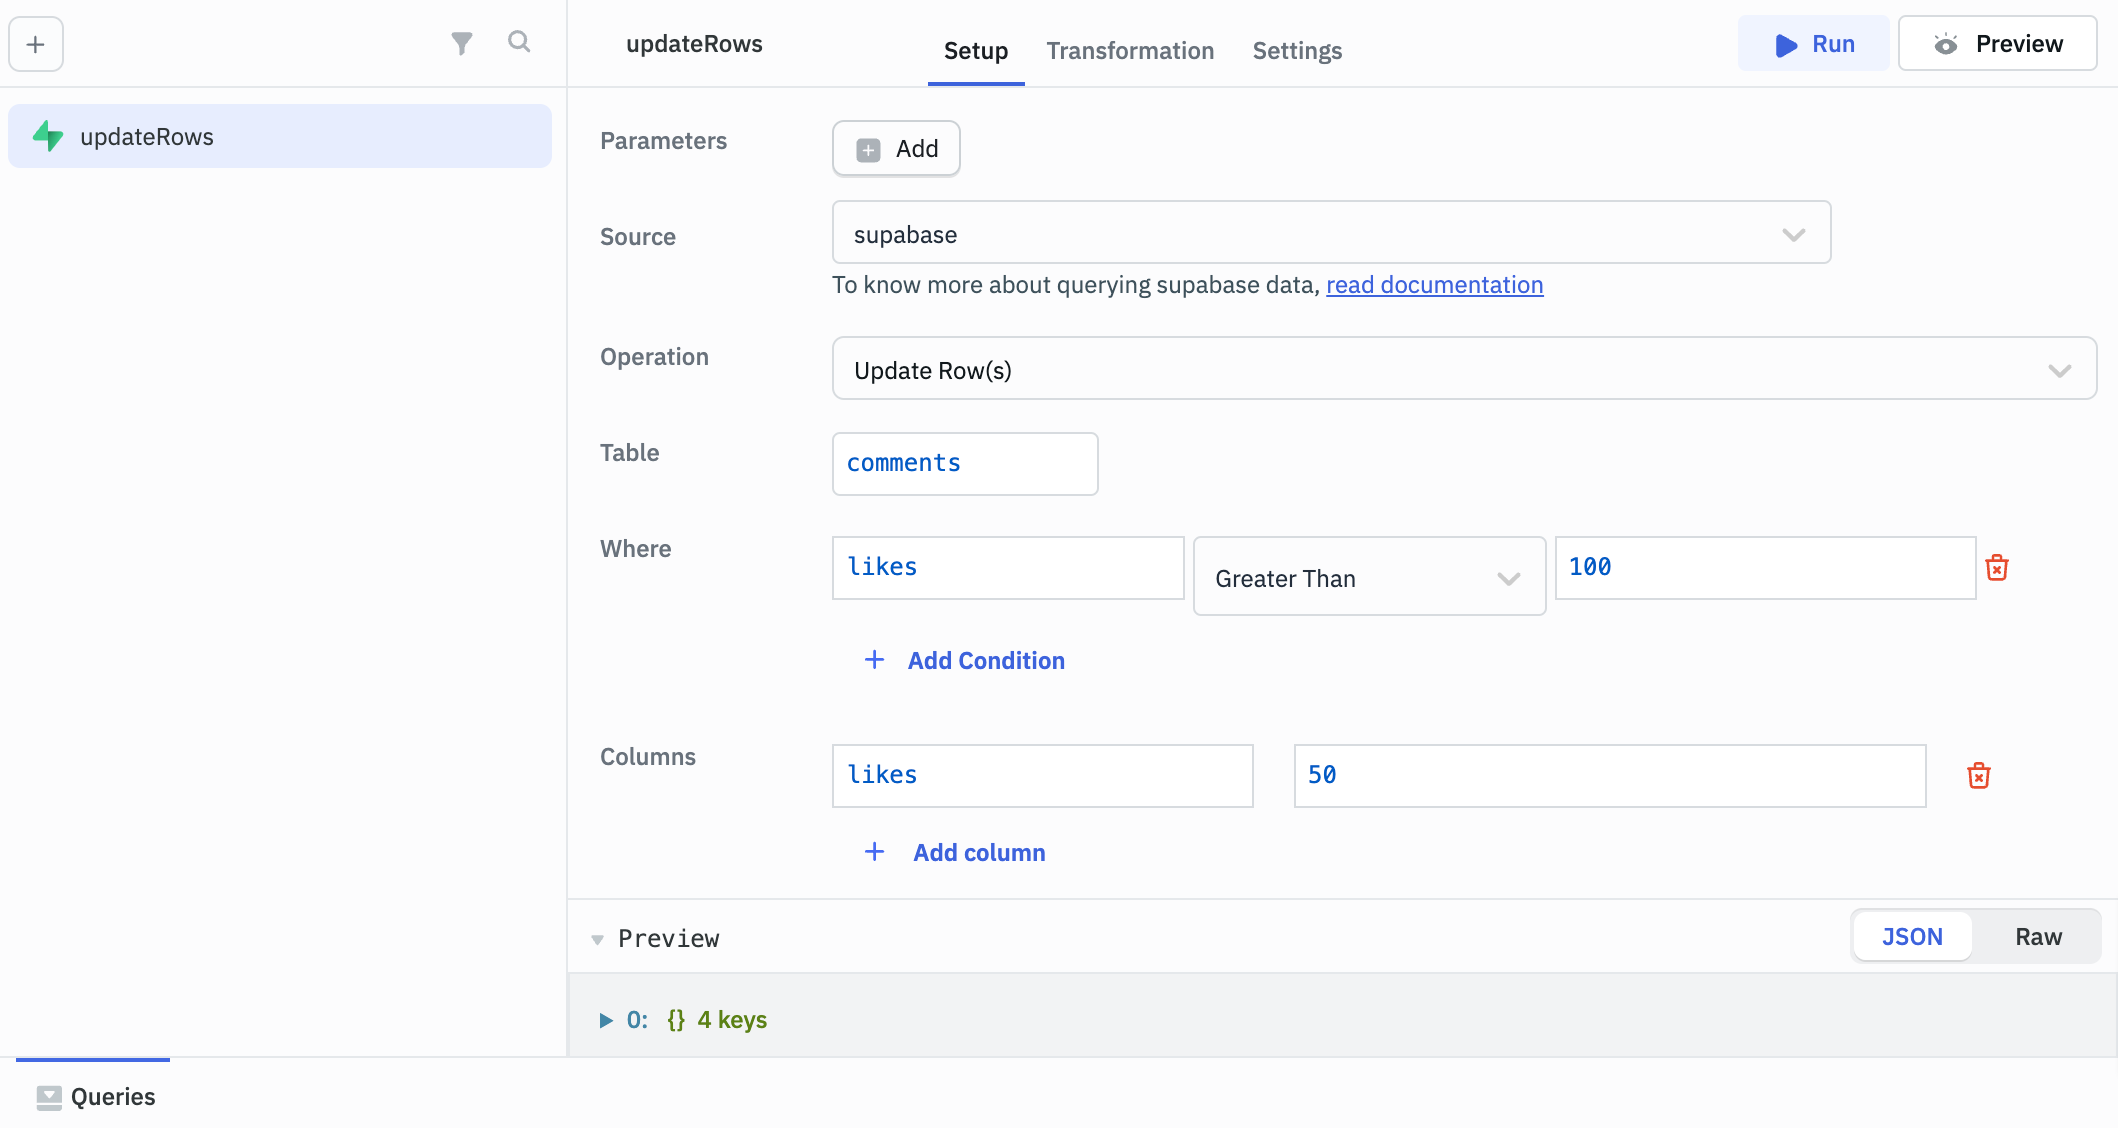 updateRows
Setup Transformation Settings
Run
Preview
updateRows
Parameters
Add
Source
supabase
To know more about querying supabase data, read documentation
Operation
Update Row(s)
Table
comments
Where
likes
Greater Than
100
Add Condition
Columns
likes
50
Add column
Preview
JSON
Raw
0: {} 4 keys
Queries